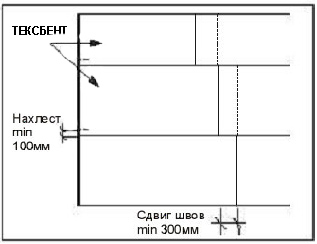 ТЕКСБЕНТ
Нахлест
min
100мм
Сдвиг швов
min 300мм